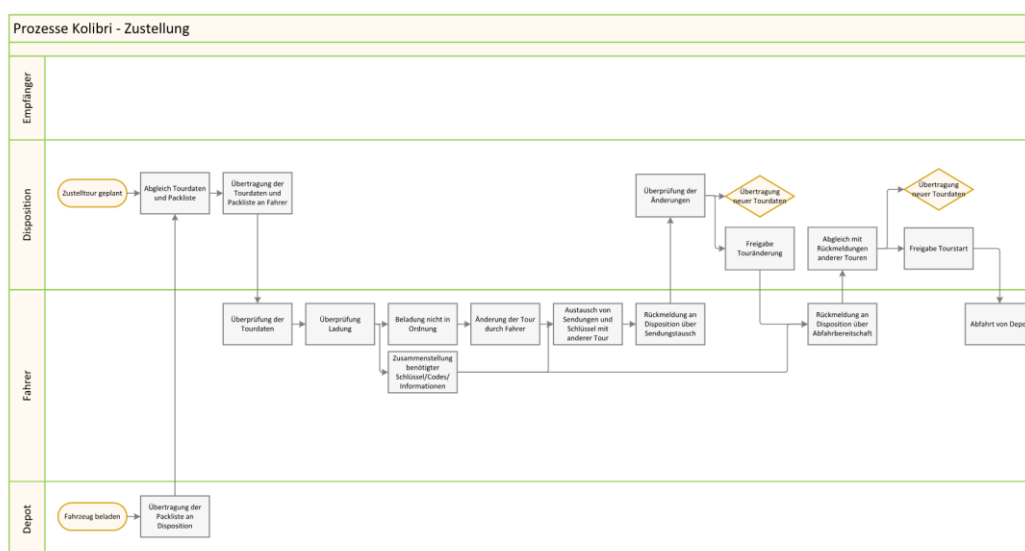 Prozesse Kolibri - Zustellung
Empfänger
Disposition
Zustelltour geplant
Abgleich Tourdaten
und Packliste
Übertragung der
Tourdaten und
Packliste an Fahrer
Überprüfung der
Änderungen
Übertragung
neuer Tourdaten
Freigabe
Touränderung
Abgleich mit
Rückmeldungen
anderer Touren
Übertragung
neuer Tourdaten
Freigabe Tourstart
Fahrer
Überprüfung der
Tourdaten
Überprüfung
Ladung
Beladung nicht in
Ordnung
Änderung der Tour
durch Fahrer
Austausch von
Sendungen und
Schlüssel mit
anderer Tour
Rückmeldung an
Disposition über
Sendungstausch
Rückmeldung an
Disposition über
Abfahrbereitschaft
Abfahrt von Depo
Zusammenstellung
benötigter
Schlüssel/Codes/
Informationen
Depot
Fahrzeug beladen
Übertragung der
Packliste an
Disposition